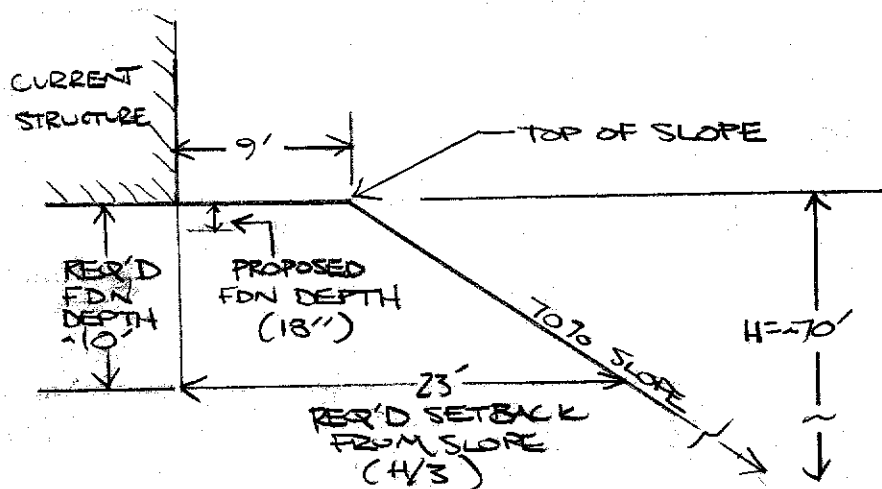 CURRENT
STRUCTURE
9'
TOP OF SLOPE
REQ'D
FDN
DEPTH
~10'
PROPOSED
FDN DEPTH
(18")
70% SLOPE
H=~70'
23'
REQ'D SETBACK
FROM SLOPE
(H/3)